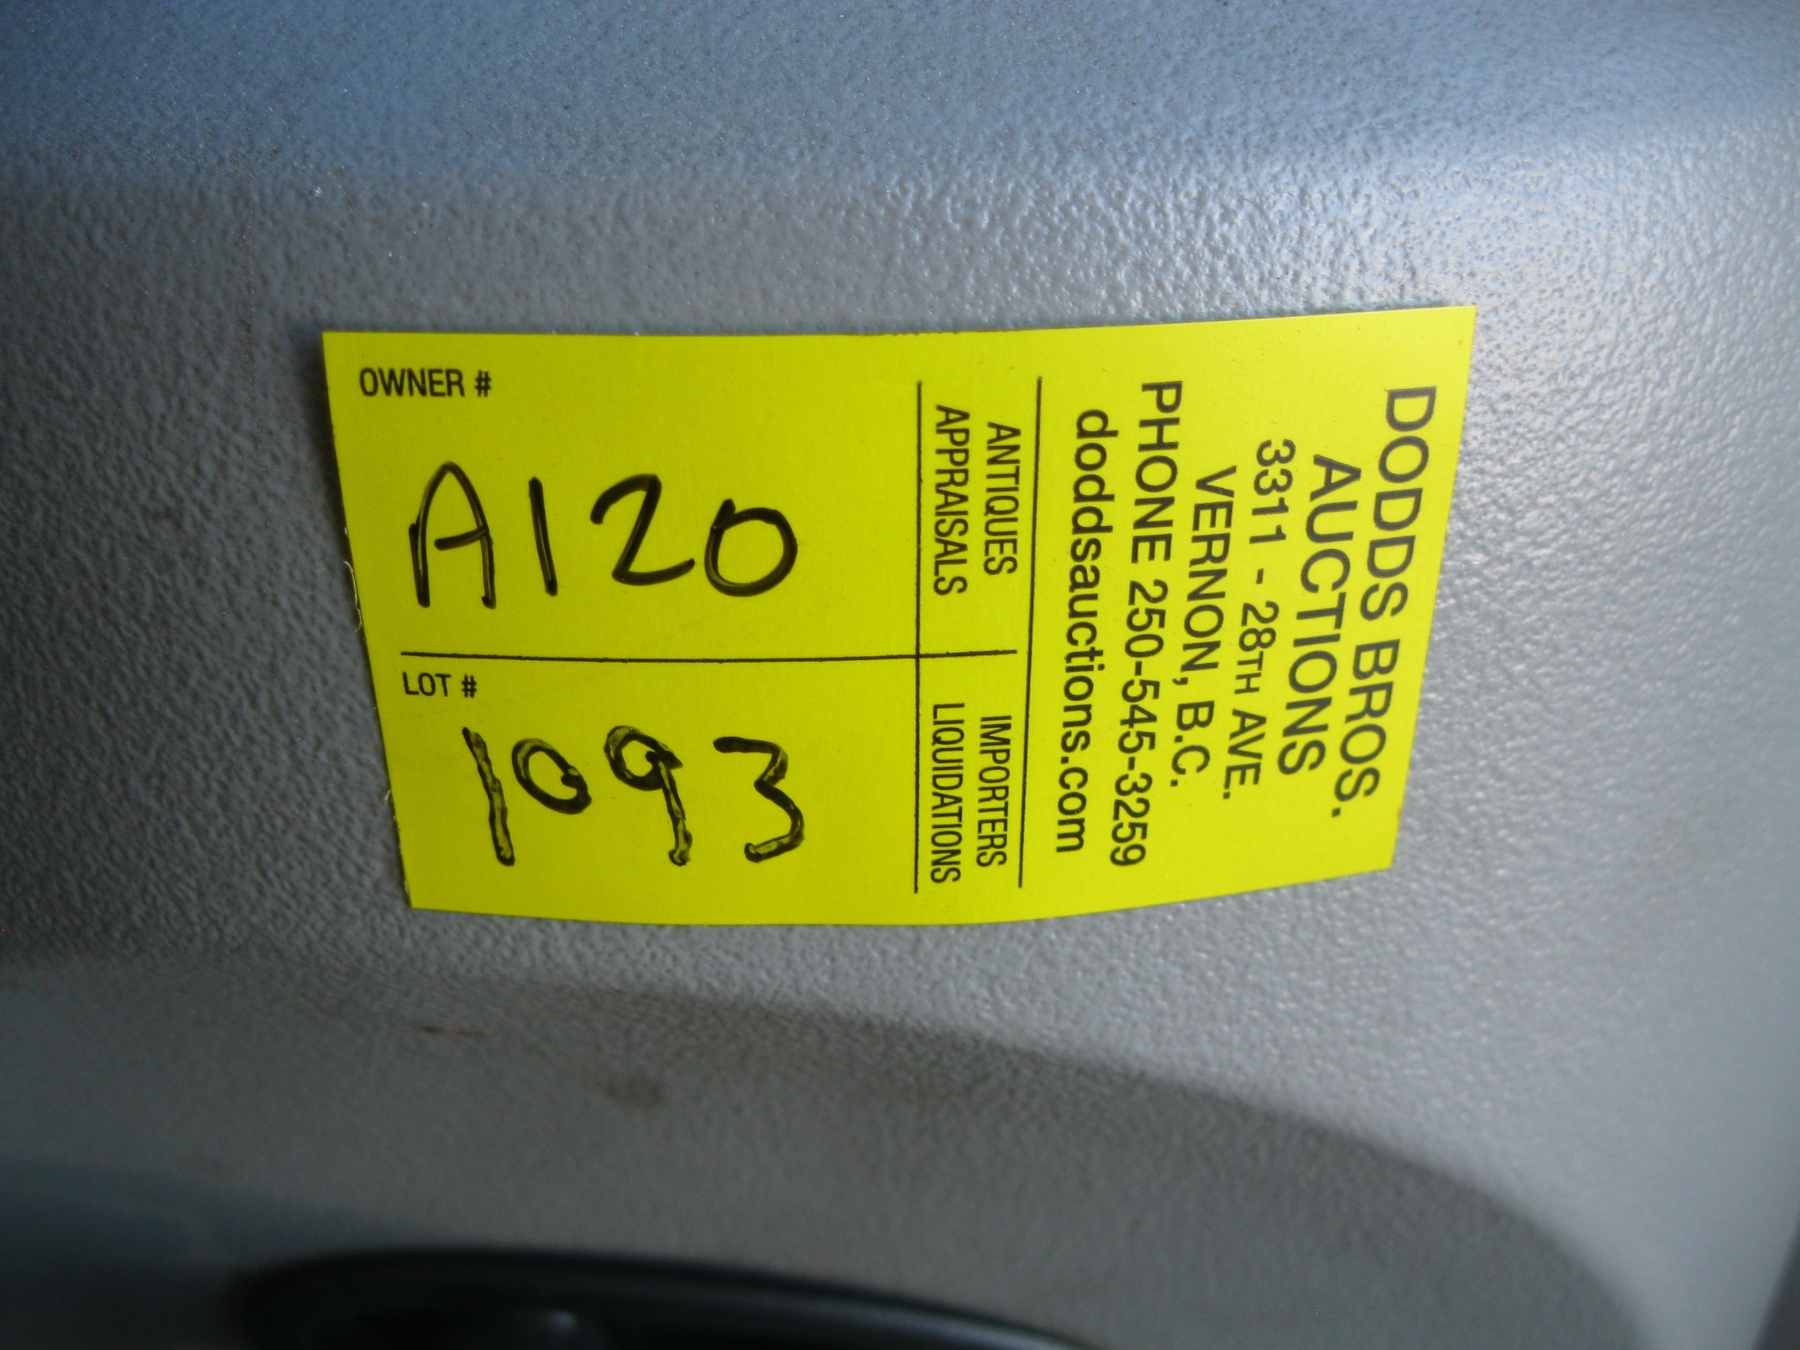 DODDS BROS.
AUCTIONS
3311 - 28TH AVE.
VERNON, B.C.
PHONE 250-545-3259
doddsauctions.com
ANTIQUES
APPRAISALS
IMPORTERS
LIQUIDATIONS
OWNER #
A120
LOT #
1093